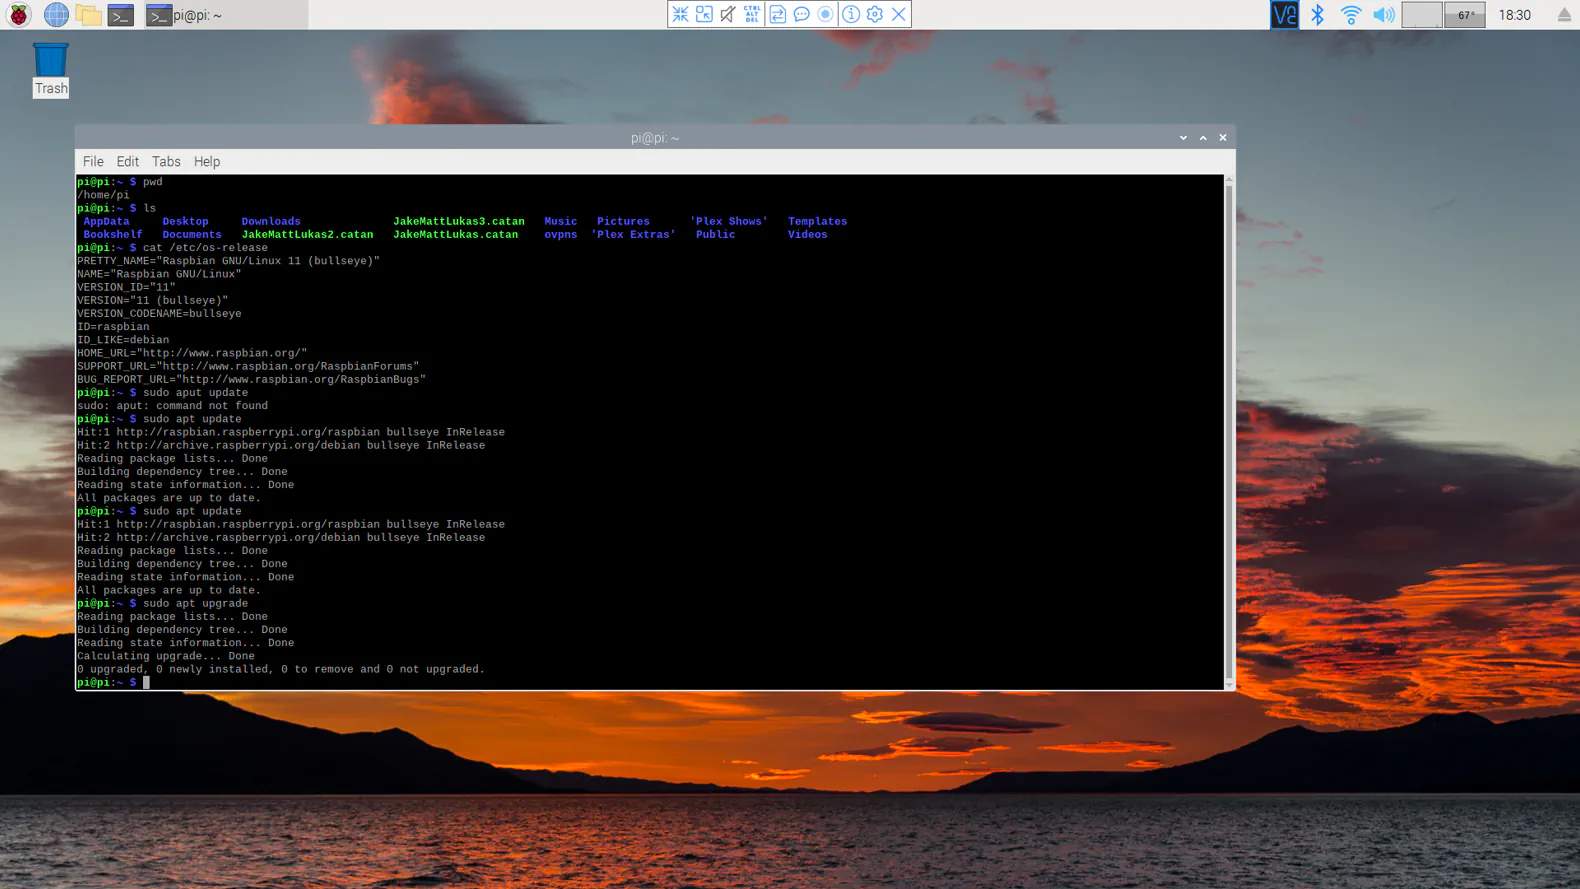 pi@pi: ~
CTRL
ALT
DEL
V2
67°
18:30
Trash
pi@pi: ~
File Edit Tabs Help
pi@pi:~ $ pwd
/home/pi
pi@pi:~ $ ls
AppData Desktop Downloads JakeMattLukas3.catan Music Pictures 'Plex Shows' Templates
Bookshelf Documents JakeMattLukas2.catan JakeMattLukas.catan ovpns 'Plex Extras' Public Videos
pi@pi:~ $ cat /etc/os-release
PRETTY_NAME="Raspbian GNU/Linux 11 (bullseye)"
NAME="Raspbian GNU/Linux"
VERSION_ID="11"
VERSION="11 (bullseye)"
VERSION_CODENAME=bullseye
ID=raspbian
ID_LIKE=debian
HOME_URL="http://www.raspbian.org/"
SUPPORT_URL="http://www.raspbian.org/RaspbianForums"
BUG_REPORT_URL="http://www.raspbian.org/RaspbianBugs"
pi@pi:~ $ sudo aput update
sudo: aput: command not found
pi@pi:~ $ sudo apt update
Hit:1 http://raspbian.raspberrypi.org/raspbian bullseye InRelease
Hit:2 http://archive.raspberrypi.org/debian bullseye InRelease
Reading package lists... Done
Building dependency tree... Done
Reading state information... Done
All packages are up to date.
pi@pi:~ $ sudo apt update
Hit:1 http://raspbian.raspberrypi.org/raspbian bullseye InRelease
Hit:2 http://archive.raspberrypi.org/debian bullseye InRelease
Reading package lists... Done
Building dependency tree... Done
Reading state information... Done
All packages are up to date.
pi@pi:~ $ sudo apt upgrade
Reading package lists... Done
Building dependency tree... Done
Reading state information... Done
Calculating upgrade... Done
0 upgraded, 0 newly installed, 0 to remove and 0 not upgraded.
pi@pi:~ $